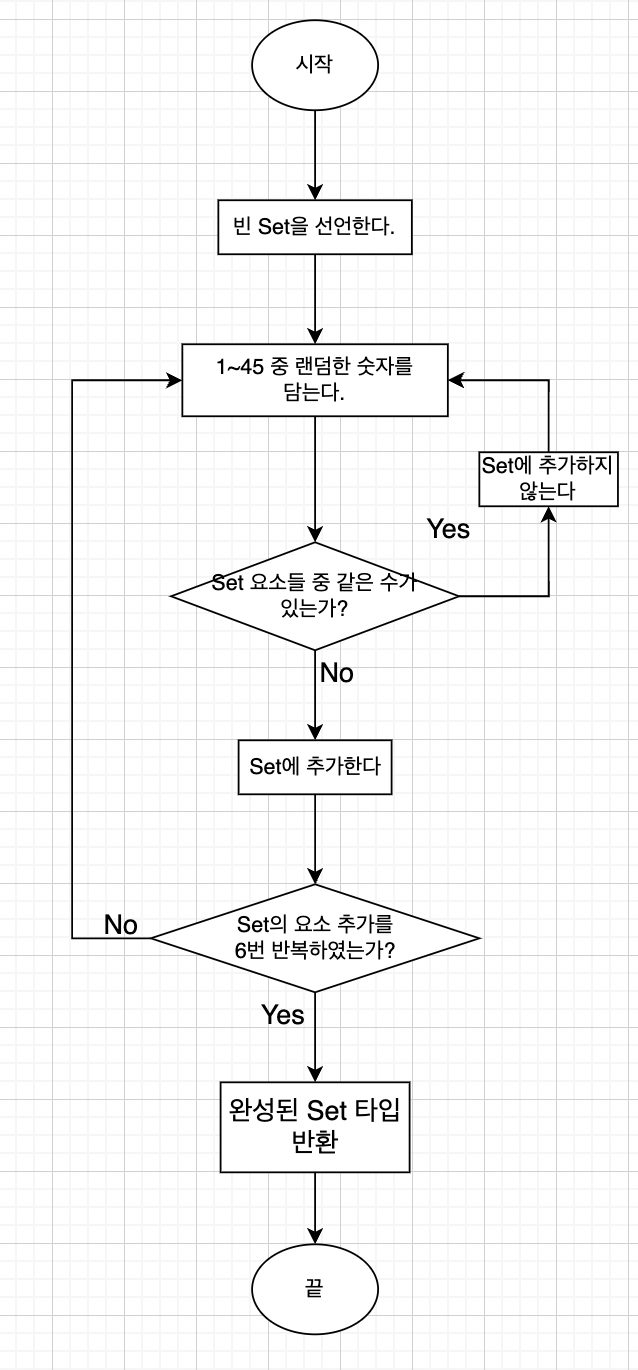 시작
빈 Set을 선언한다.
1~45 중 랜덤한 숫자를
담는다.
Set에 추가하지
않는다
Yes
Set 요소들 중 같은 수가
있는가?
No
Set에 추가한다
Set의 요소 추가를
6번 반복하였는가?
No
Yes
완성된 Set 타입
반환
끝